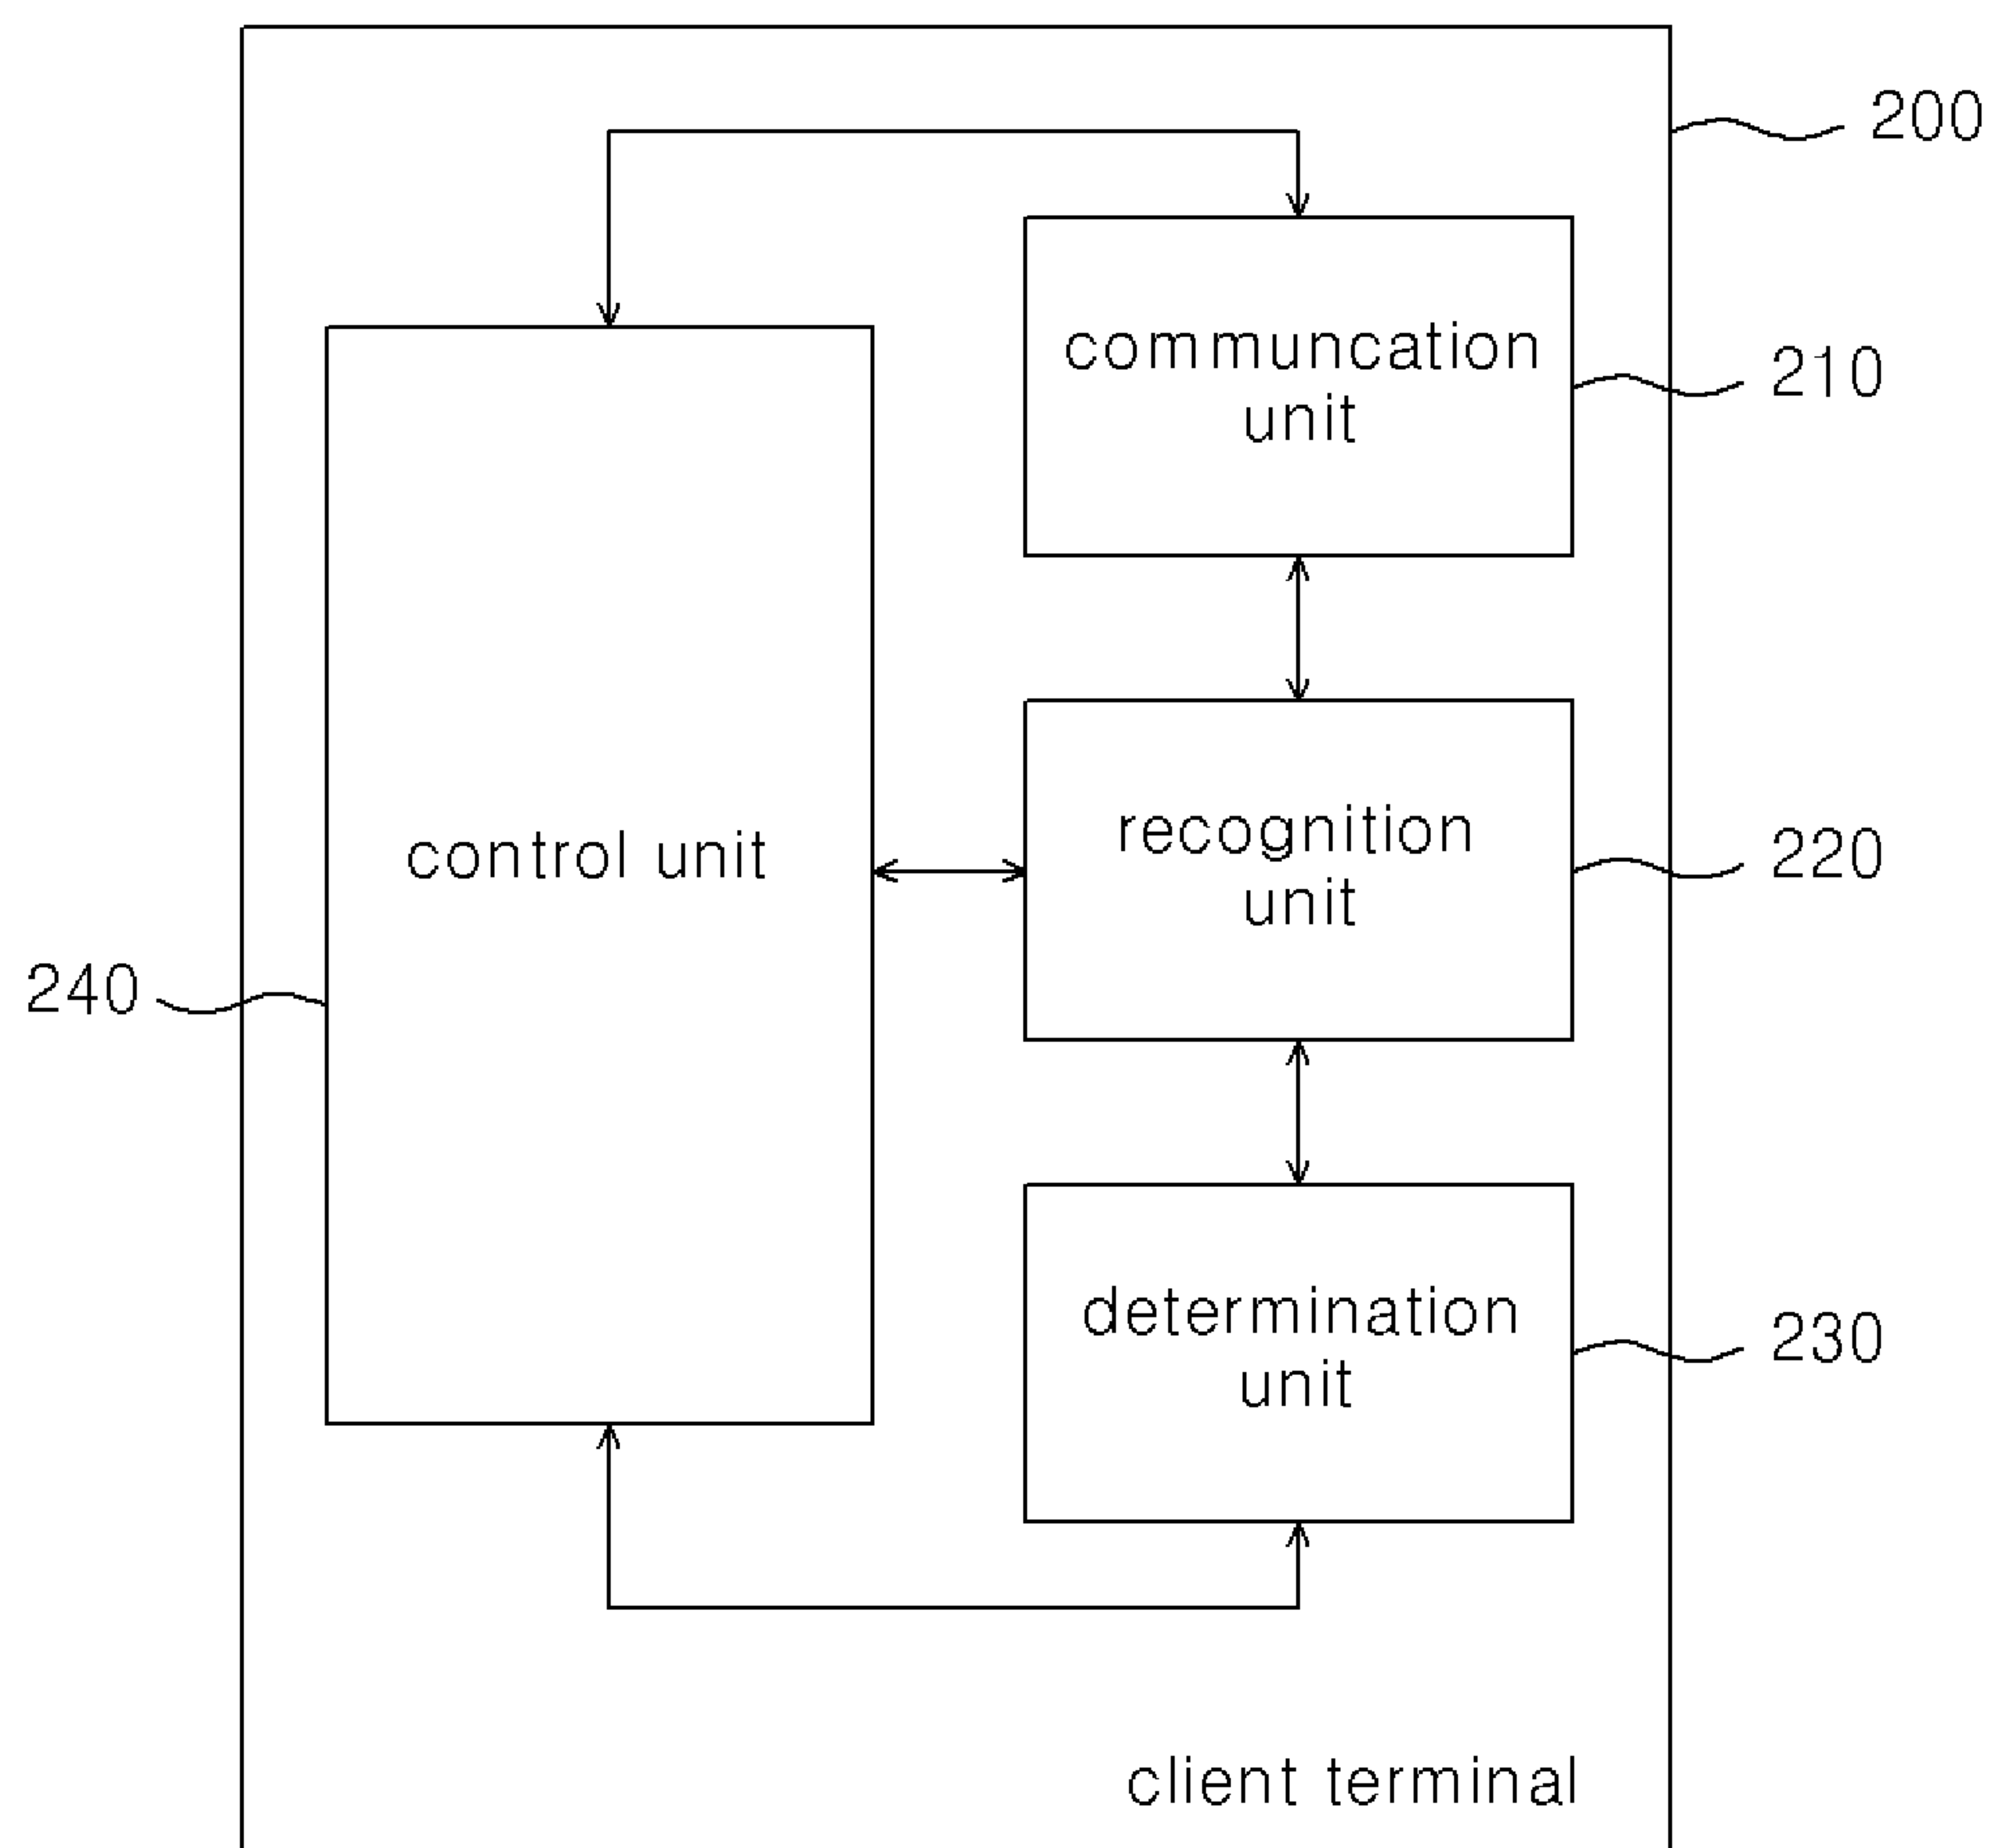 200
communcation
unit
210
control unit
recognition
unit
220
240
determination
unit
230
client terminal